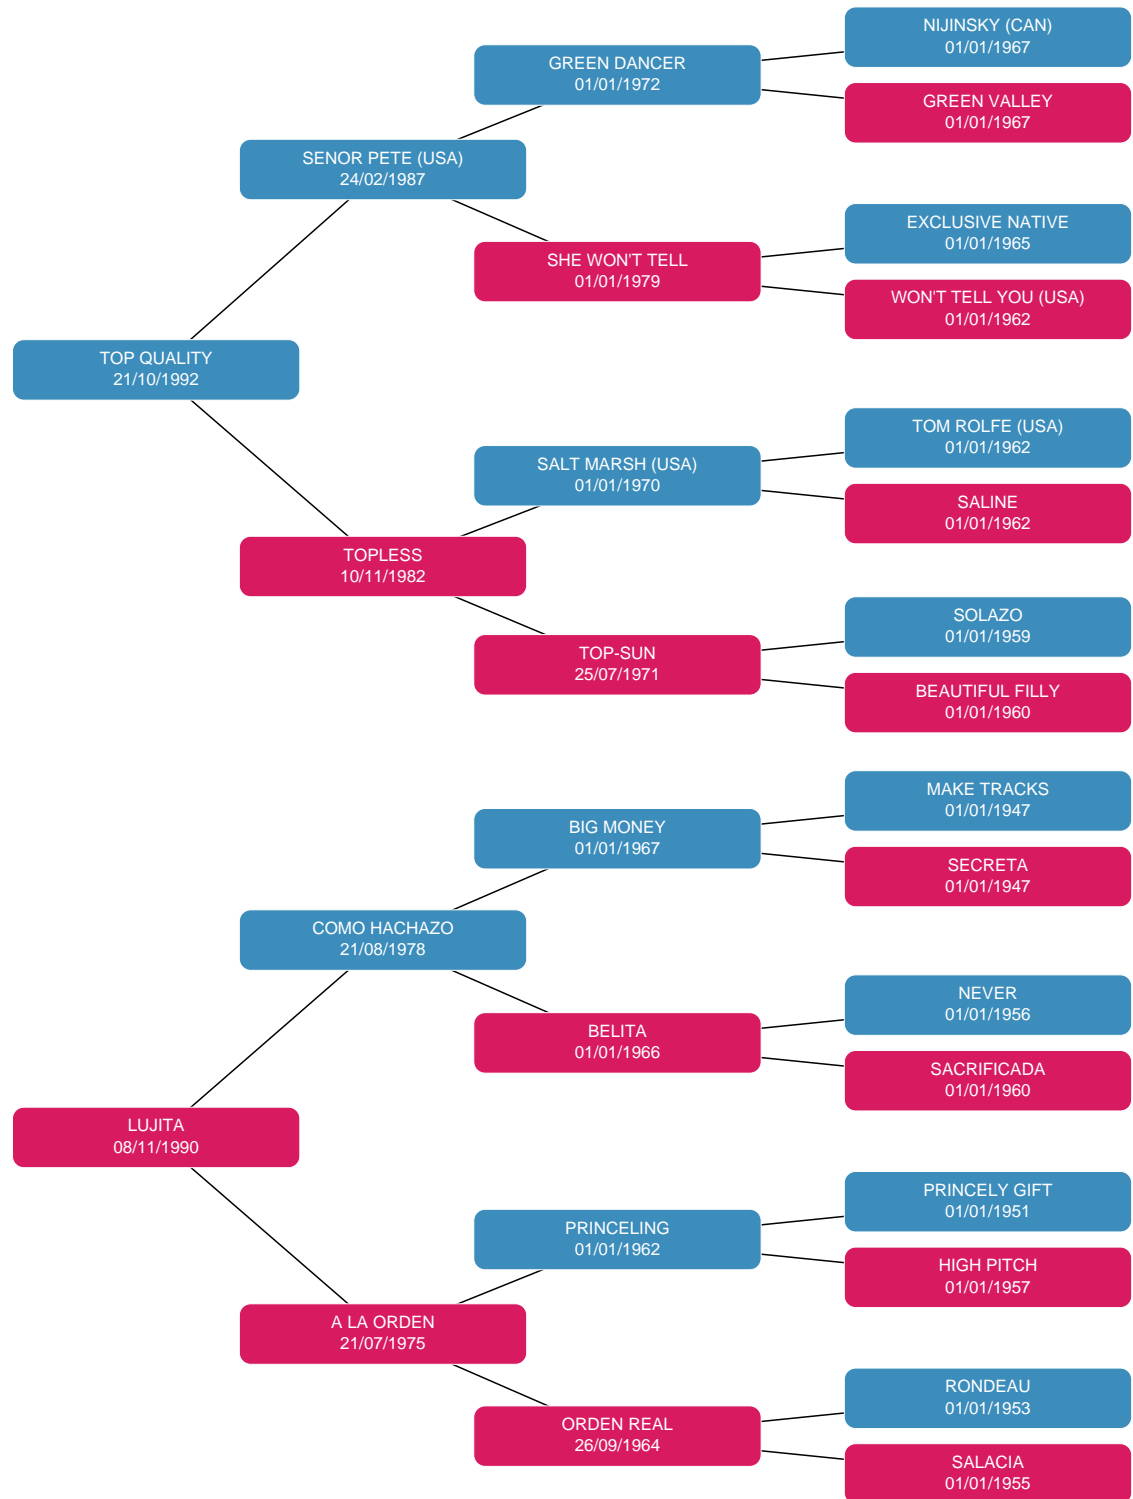 NIJINSKY (CAN)
01/01/1967
GREEN DANCER
01/01/1972
GREEN VALLEY
01/01/1967
SENOR PETE (USA)
24/02/1987
EXCLUSIVE NATIVE
01/01/1965
SHE WON'T TELL
01/01/1979
WON'T TELL YOU (USA)
01/01/1962
TOP QUALITY
21/10/1992
TOM ROLFE (USA)
01/01/1962
SALT MARSH (USA)
01/01/1970
SALINE
01/01/1962
TOPLESS
10/11/1982
SOLAZO
01/01/1959
TOP-SUN
25/07/1971
BEAUTIFUL FILLY
01/01/1960
MAKE TRACKS
01/01/1947
BIG MONEY
01/01/1967
SECRETA
01/01/1947
COMO HACHAZO
21/08/1978
NEVER
01/01/1956
BELITA
01/01/1966
SACRIFICADA
01/01/1960
LUJITA
08/11/1990
PRINCELY GIFT
01/01/1951
PRINCELING
01/01/1962
HIGH PITCH
01/01/1957
A LA ORDEN
21/07/1975
RONDEAU
01/01/1953
ORDEN REAL
26/09/1964
SALACIA
01/01/1955